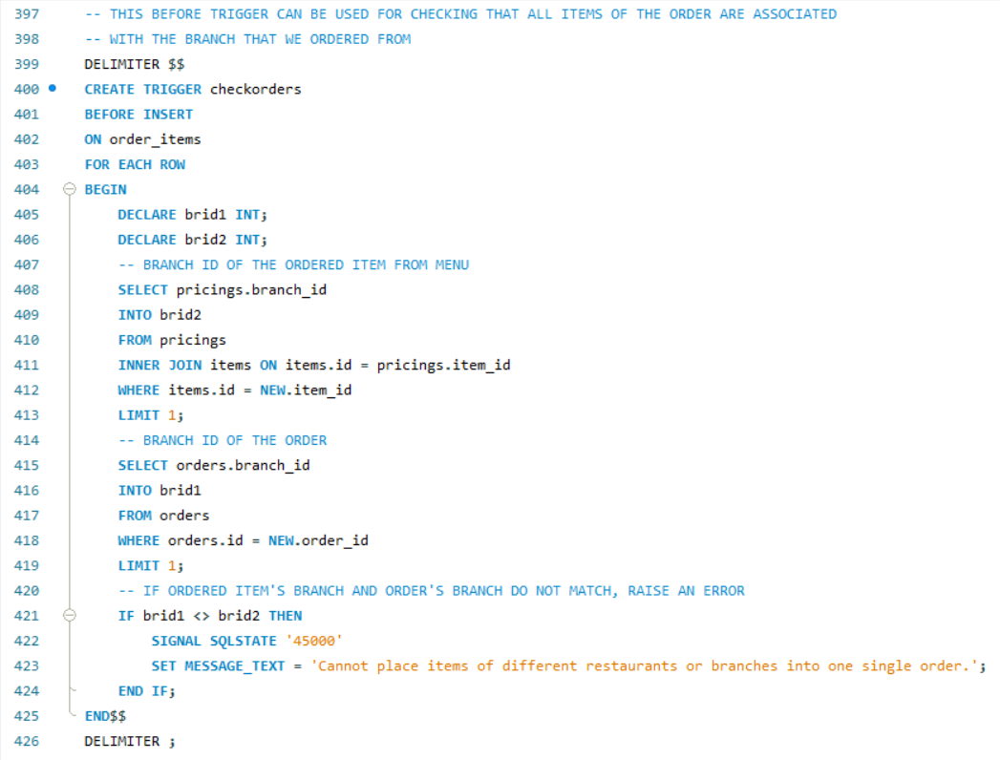 397 -- THIS BEFORE TRIGGER CAN BE USED FOR CHECKING THAT ALL ITEMS OF THE ORDER ARE ASSOCIATED
398 -- WITH THE BRANCH THAT WE ORDERED FROM
399 DELIMITER $$
400 CREATE TRIGGER checkorders
401 BEFORE INSERT
402 ON order_items
403 FOR EACH ROW
404 BEGIN
405 DECLARE brid1 INT;
406 DECLARE brid2 INT;
407 -- BRANCH ID OF THE ORDERED ITEM FROM MENU
408 SELECT pricings.branch_id
409 INTO brid2
410 FROM pricings
411 INNER JOIN items ON items.id = pricings.item_id
412 WHERE items.id = NEW.item_id
413 LIMIT 1;
414 -- BRANCH ID OF THE ORDER
415 SELECT orders.branch_id
416 INTO brid1
417 FROM orders
418 WHERE orders.id = NEW.order_id
419 LIMIT 1;
420 -- IF ORDERED ITEM'S BRANCH AND ORDER'S BRANCH DO NOT MATCH, RAISE AN ERROR
421 IF brid1 <> brid2 THEN
422 SIGNAL SQLSTATE '45000'
423 SET MESSAGE_TEXT = 'Cannot place items of different restaurants or branches into one single order.';
424 END IF;
425 END$$
426 DELIMITER ;